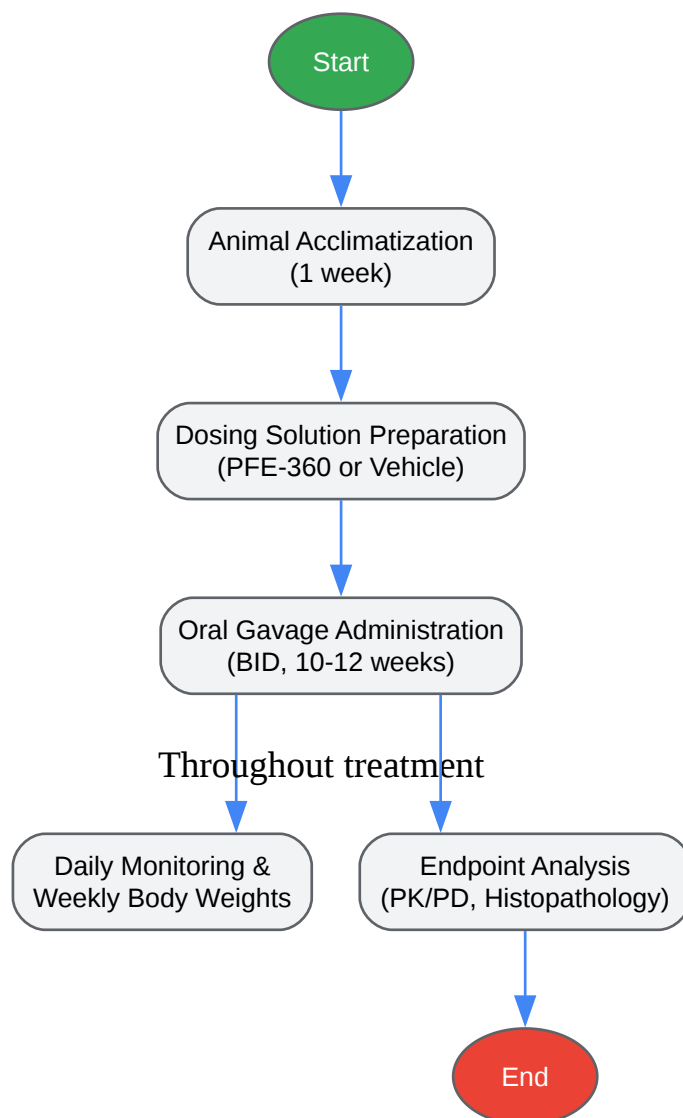 Start
Animal Acclimatization
(1 week)
Dosing Solution Preparation
(PFE-360 or Vehicle)
Oral Gavage Administration
(BID, 10-12 weeks)
Throughout treatment
Daily Monitoring &
Weekly Body Weights
Endpoint Analysis
(PK/PD, Histopathology)
End